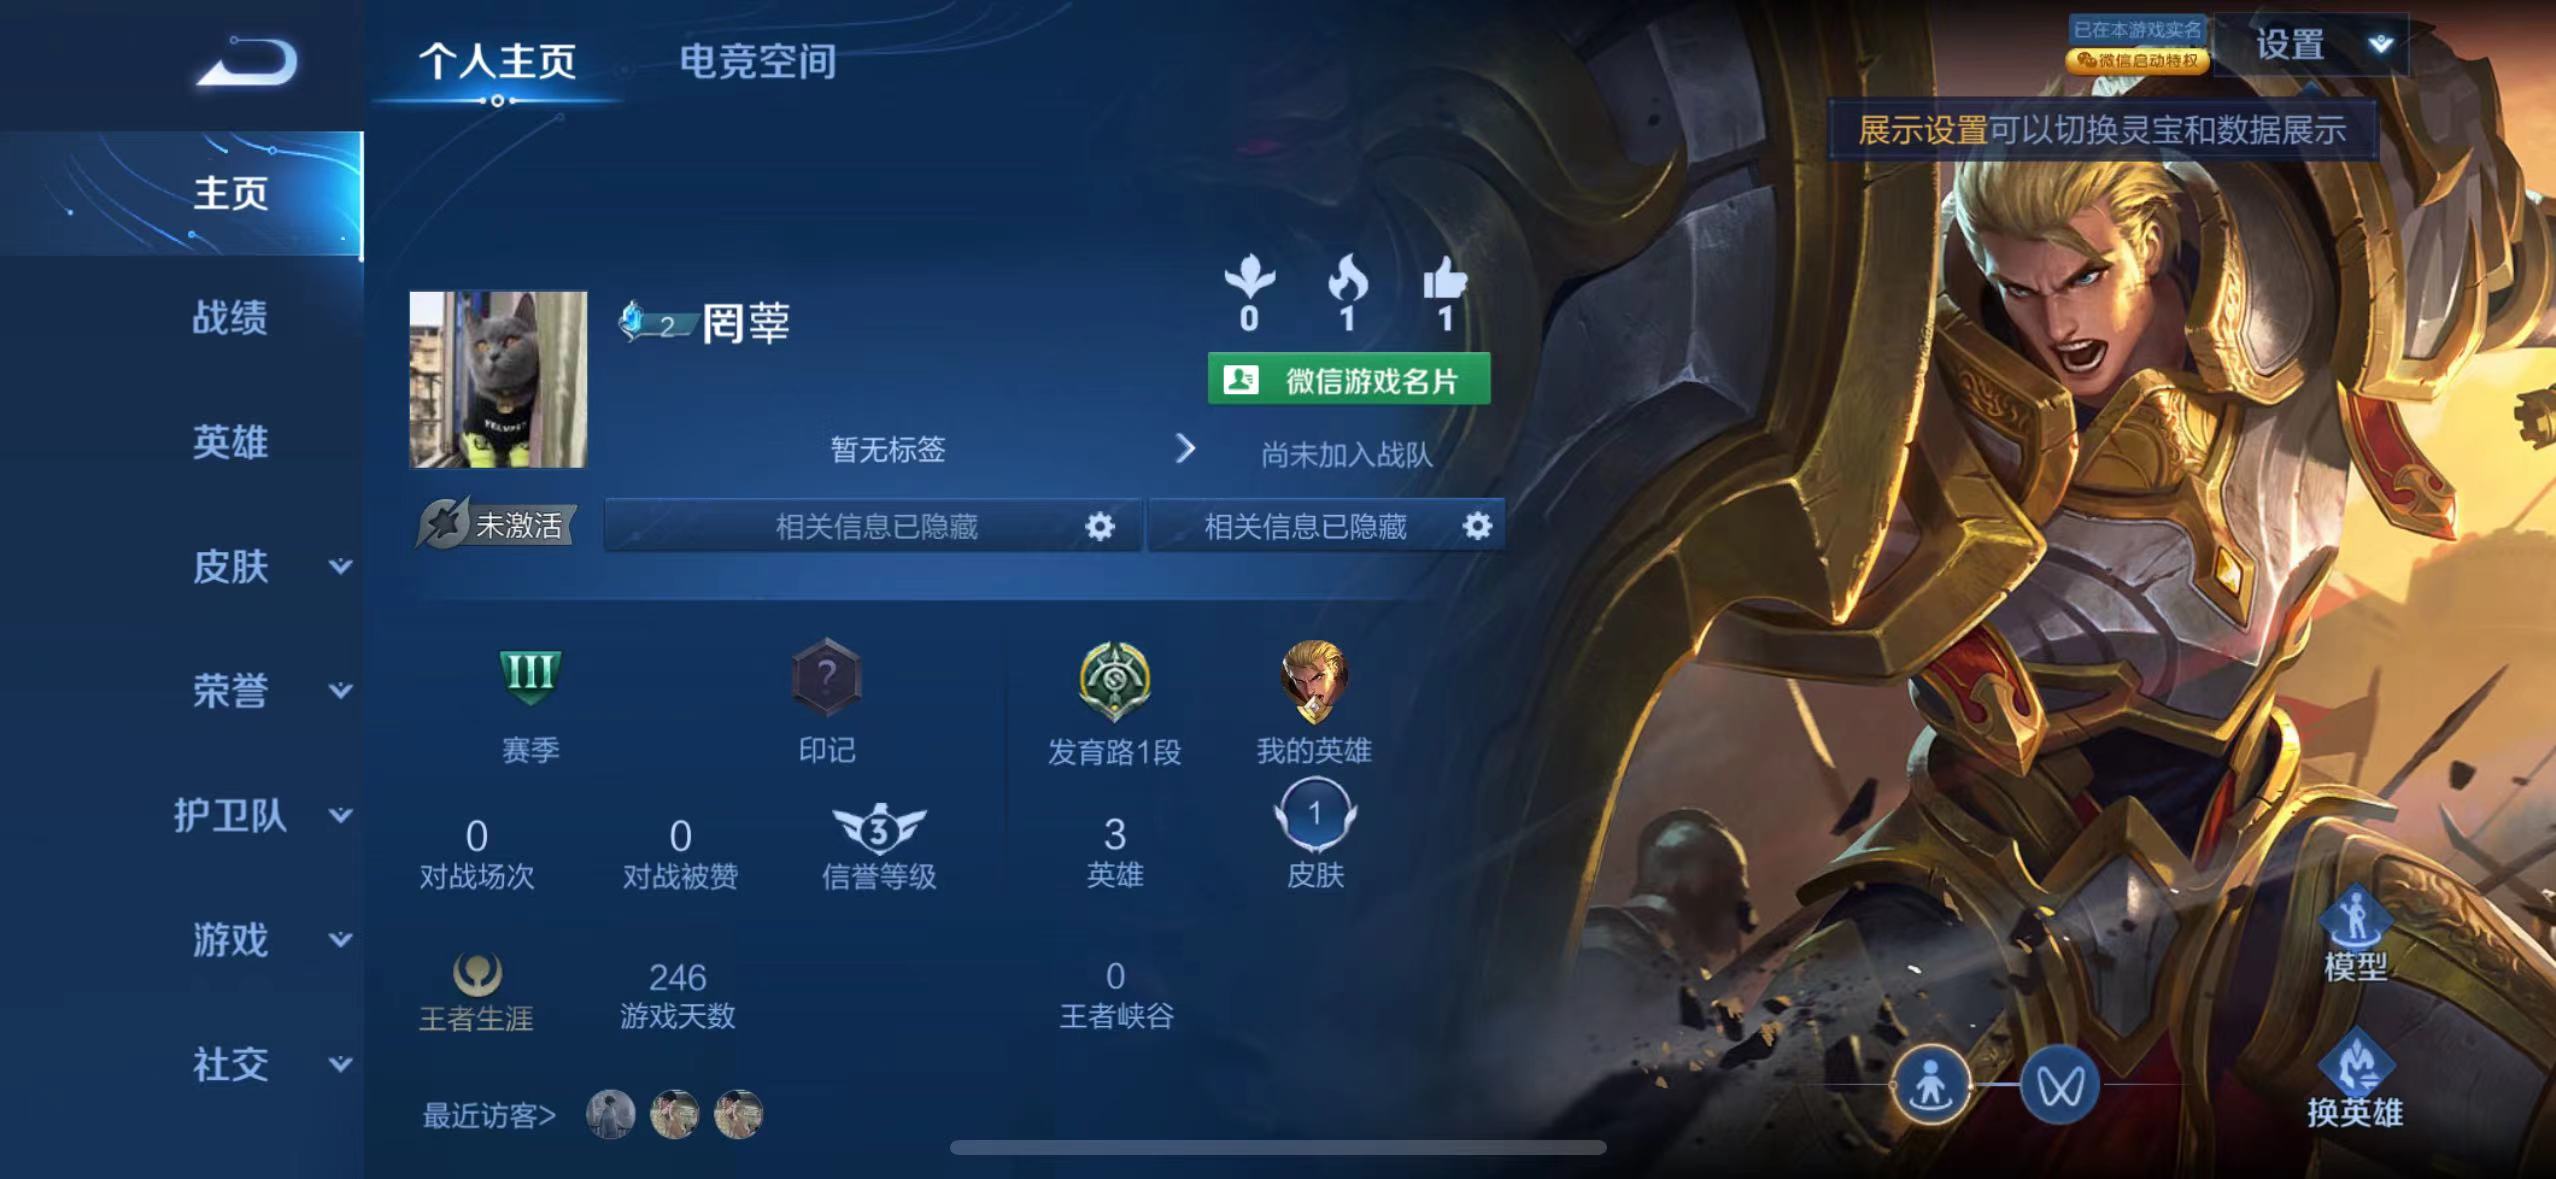 个人主页
电竞空间
已在本游戏实名
微信启动特权
设置
展示设置可以切换灵宝和数据展示
主页
战绩
英雄
皮肤
荣誉
护卫队
游戏
社交
2
罔蕶
0
1
1
微信游戏名片
暂无标签
尚未加入战队
未激活
相关信息已隐藏
相关信息已隐藏
III
赛季
?
印记
发育路1段
我的英雄
0
对战场次
0
对战被赞
3
信誉等级
3
英雄
1
皮肤
王者生涯
246
游戏天数
0
王者峡谷
最近访客>
模型
换英雄